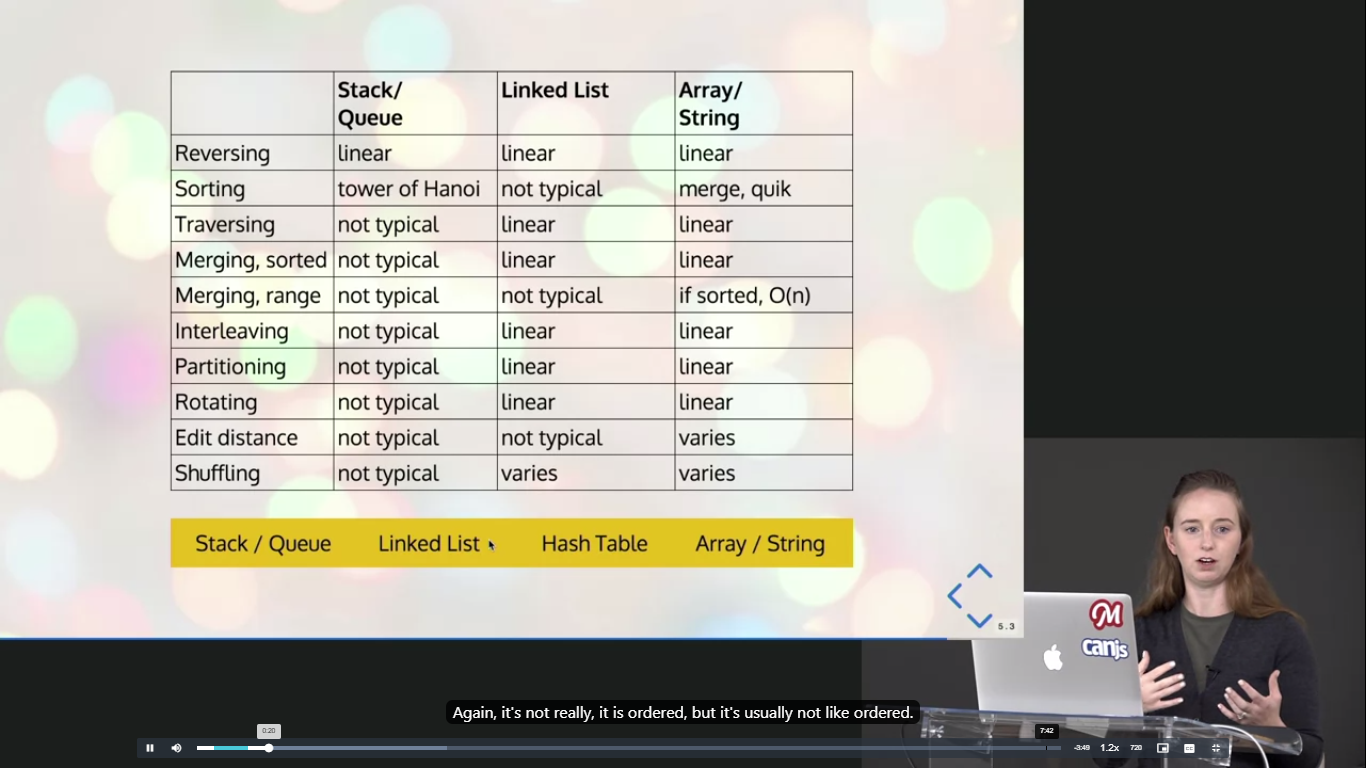 Stack/ Queue Linked List Array/ String
Reversing linear linear linear
Sorting tower of Hanoi not typical merge, quik
Traversing not typical linear linear
Merging, sorted not typical linear linear
Merging, range not typical not typical if sorted, O(n)
Interleaving not typical linear linear
Partitioning not typical linear linear
Rotating not typical linear linear
Edit distance not typical not typical varies
Shuffling not typical varies varies
Stack / Queue Linked List Hash Table Array / String
5.3
M
canjs
Again, it's not really, it is ordered, but it's usually not like ordered.
0:20
7:42
-3:49 1.2x 720 CC